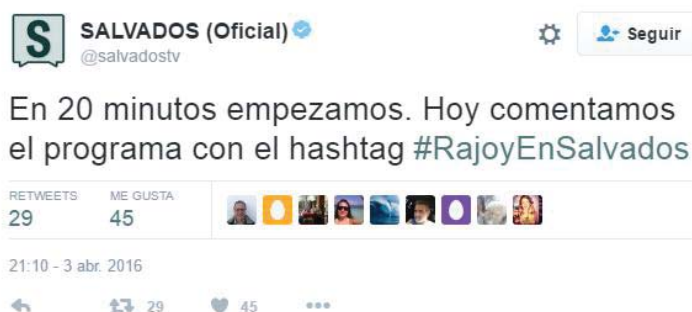 S
SALVADOS (Oficial)
@salvadostv
Seguir
En 20 minutos empezamos. Hoy comentamos
el programa con el hashtag #RajoyEnSalvados
RETWEETS ME GUSTA
29 45
21:10 - 3 abr. 2016
29 45